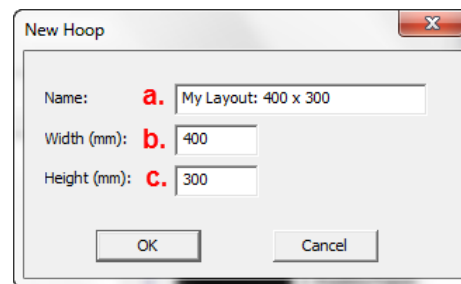 New Hoop
x
Name: a. My Layout: 400 x 300
Width (mm): b. 400
Height (mm): c. 300
OK Cancel